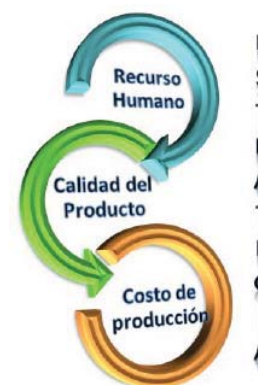 Recurso
Humano
Calidad del
Producto
Costo de
producción